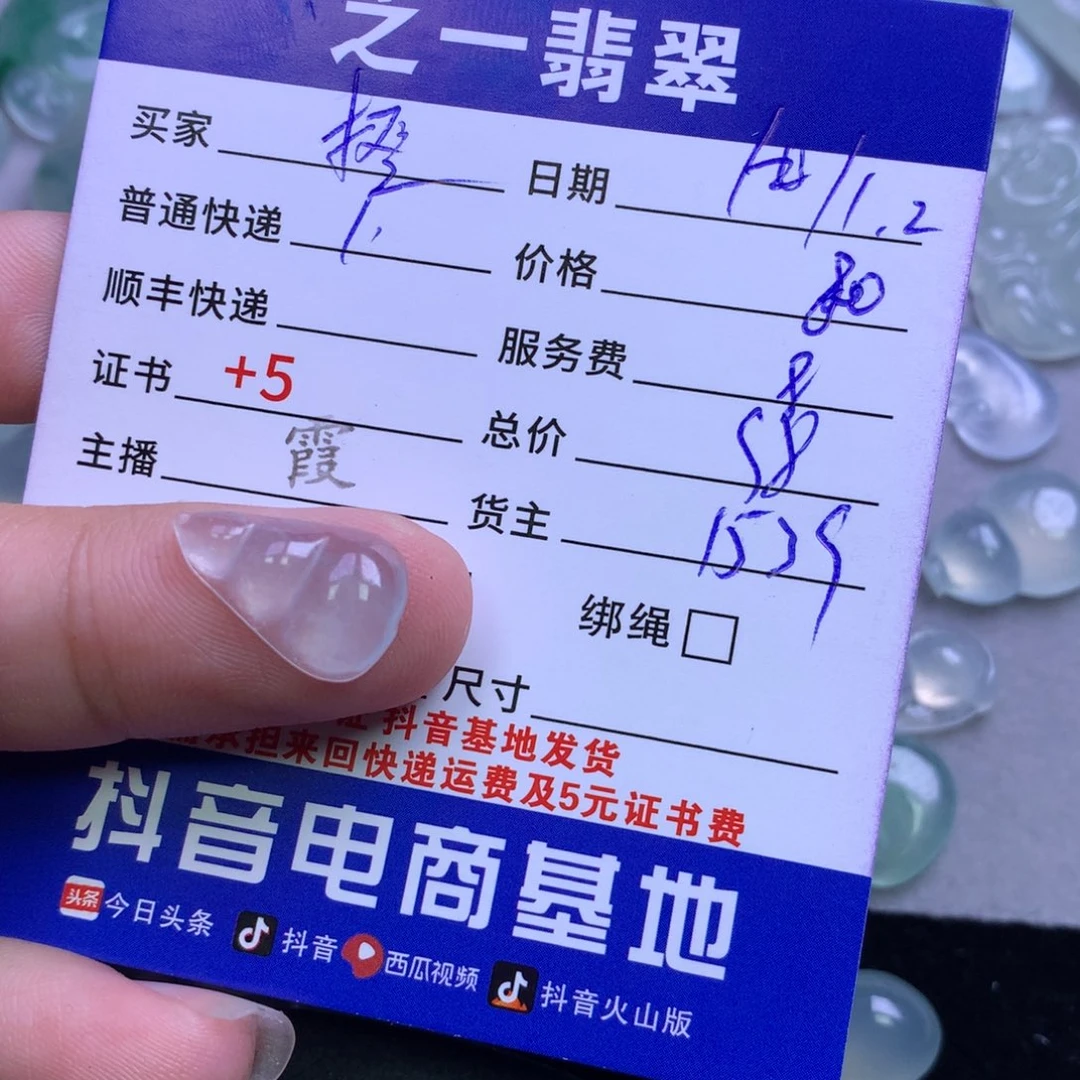 之一翡翠
买家 日期
普通快递 1. 价格 80
顺丰快递 服务费 8
证书 +5 总价 58
主播 霞 货主 1539
绑绳
尺寸
抖音基地发货
承担来回快递运费及5元证书费
抖音电商基地
头条 今日头条 抖音 西瓜视频 抖音火山版